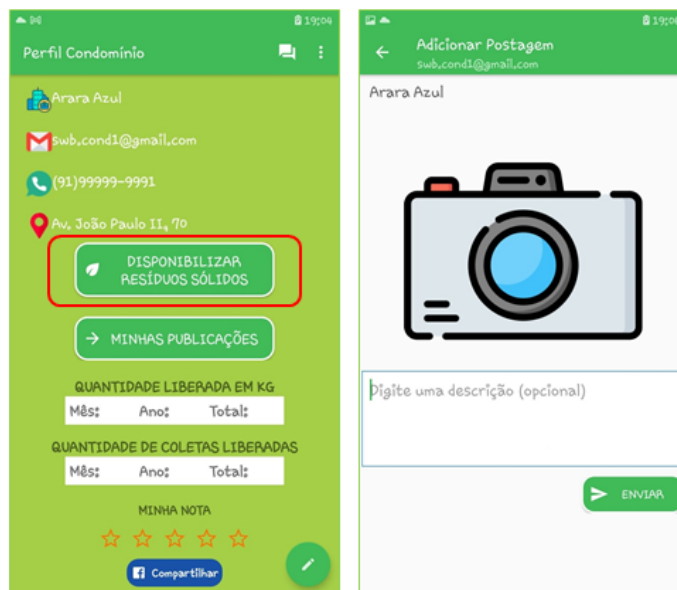 19:04
Perfil Condomínio
Arara Azul
swb.cond1@gmail.com
(91)99999-9991
Av. João Paulo II, 70
DISPONIBILIZAR
RESÍDUOS SÓLIDOS
MINHAS PUBLICAÇÕES
QUANTIDADE LIBERADA EM KG
Mês: Ano: Total:
QUANTIDADE DE COLETAS LIBERADAS
Mês: Ano: Total:
MINHA NOTA
Compartilhar
Adicionar Postagem
swb.cond1@gmail.com
Arara Azul
Digite uma descrição (opcional)
ENVIAR